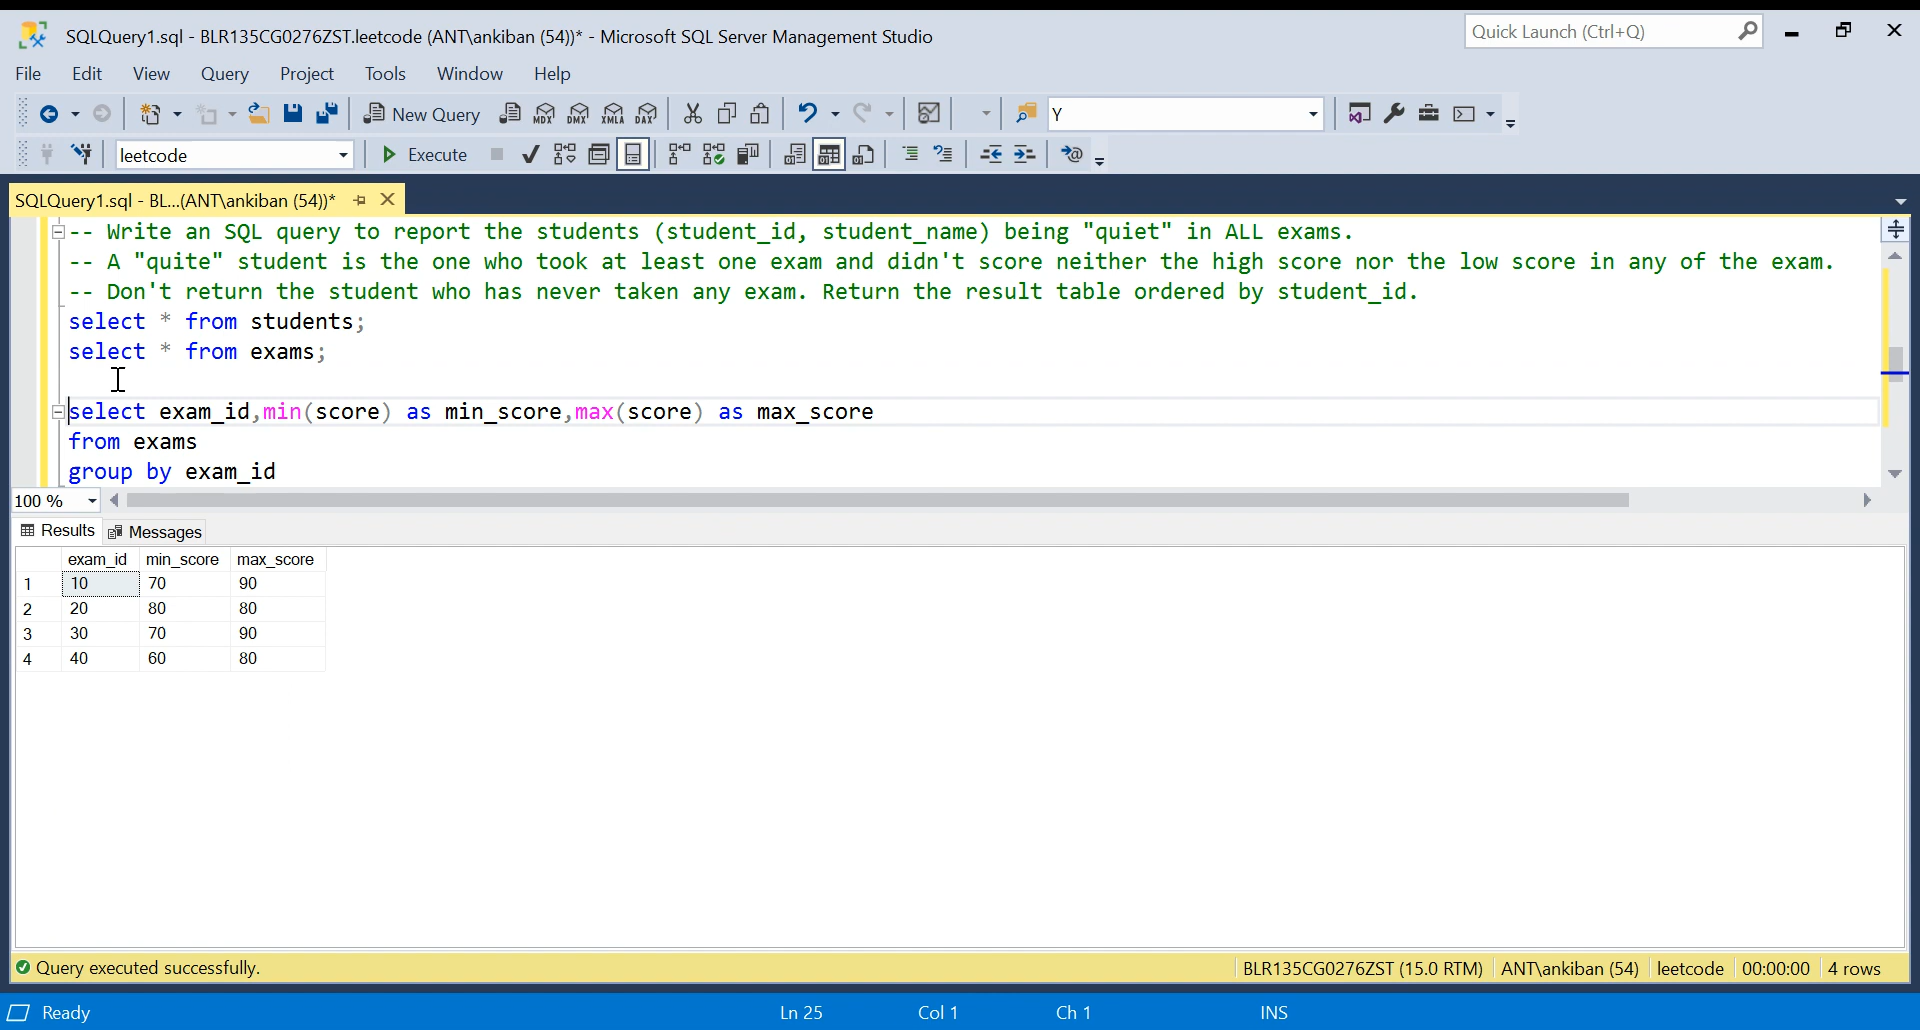 SQLQuery1.sql - BLR135CG0276ZST.leetcode (ANT\ankiban (54))* - Microsoft SQL Server Management Studio
Quick Launch (Ctrl+Q)
File Edit View Query Project Tools Window Help
New Query MDX DMX XMLA DAX Y
leetcode Execute
SQLQuery1.sql - BL...(ANT\ankiban (54))*
-- Write an SQL query to report the students (student_id, student_name) being "quiet" in ALL exams.
-- A "quite" student is the one who took at least one exam and didn't score neither the high score nor the low score in any of the exam.
-- Don't return the student who has never taken any exam. Return the result table ordered by student_id.
select * from students;
select * from exams;
select exam_id,min(score) as min_score,max(score) as max_score
from exams
group by exam_id
100 %
Results Messages
exam_id min_score max_score
1 10 70 90
2 20 80 80
3 30 70 90
4 40 60 80
Query executed successfully. BLR135CG0276ZST (15.0 RTM) ANT\ankiban (54) leetcode 00:00:00 4 rows
Ready Ln 25 Col 1 Ch 1 INS